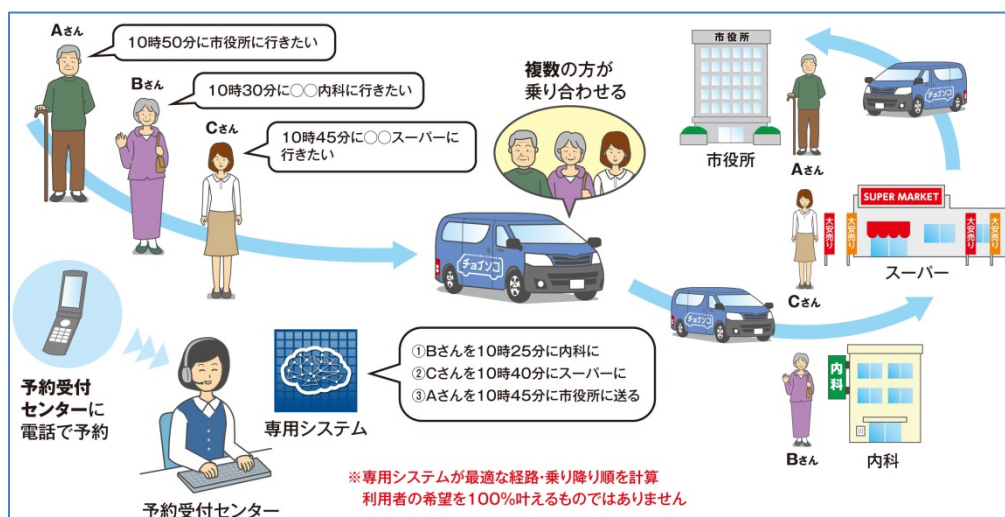 Aさん
10時50分に市役所に行きたい
Bさん
10時30分に○○内科に行きたい
Cさん
10時45分に○○スーパーに
行きたい
複数の方が
乗り合わせる
チョイソコ
市役所
市役所
Aさん
チョイソコ
SUPER MARKET
大安売り
大安売り
大安売り
大安売り
スーパー
Cさん
チョイソコ
内科
Bさん
内科
予約受付
センターに
電話で予約
予約受付センター
専用システム
①Bさんを10時25分に内科に
②Cさんを10時40分にスーパーに
③Aさんを10時45分に市役所に送る
※専用システムが最適な経路・乗り降り順を計算
利用者の希望を100%叶えるものではありません